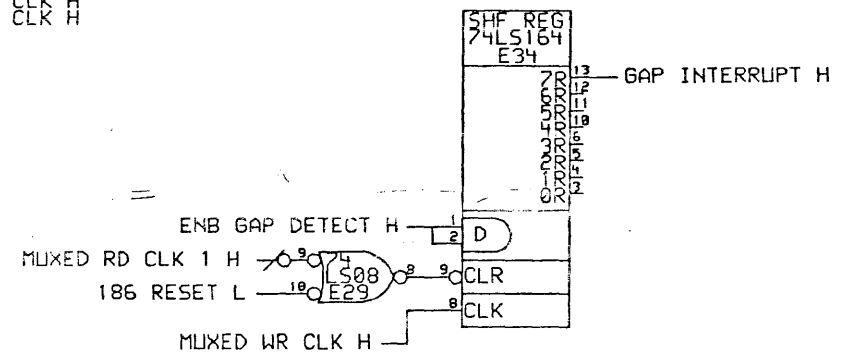 CLK H
CLK H
SHF REG
74LS164
E34
7R 13 GAP INTERRUPT H
6R 12
5R 11
4R 10
3R 6
2R 5
1R 4
0R 3
ENB GAP DETECT H 1
2 D
MUXED RD CLK 1 H 9 74
LS08 8 9 CLR
186 RESET L 10 E29
8 CLK
MUXED WR CLK H